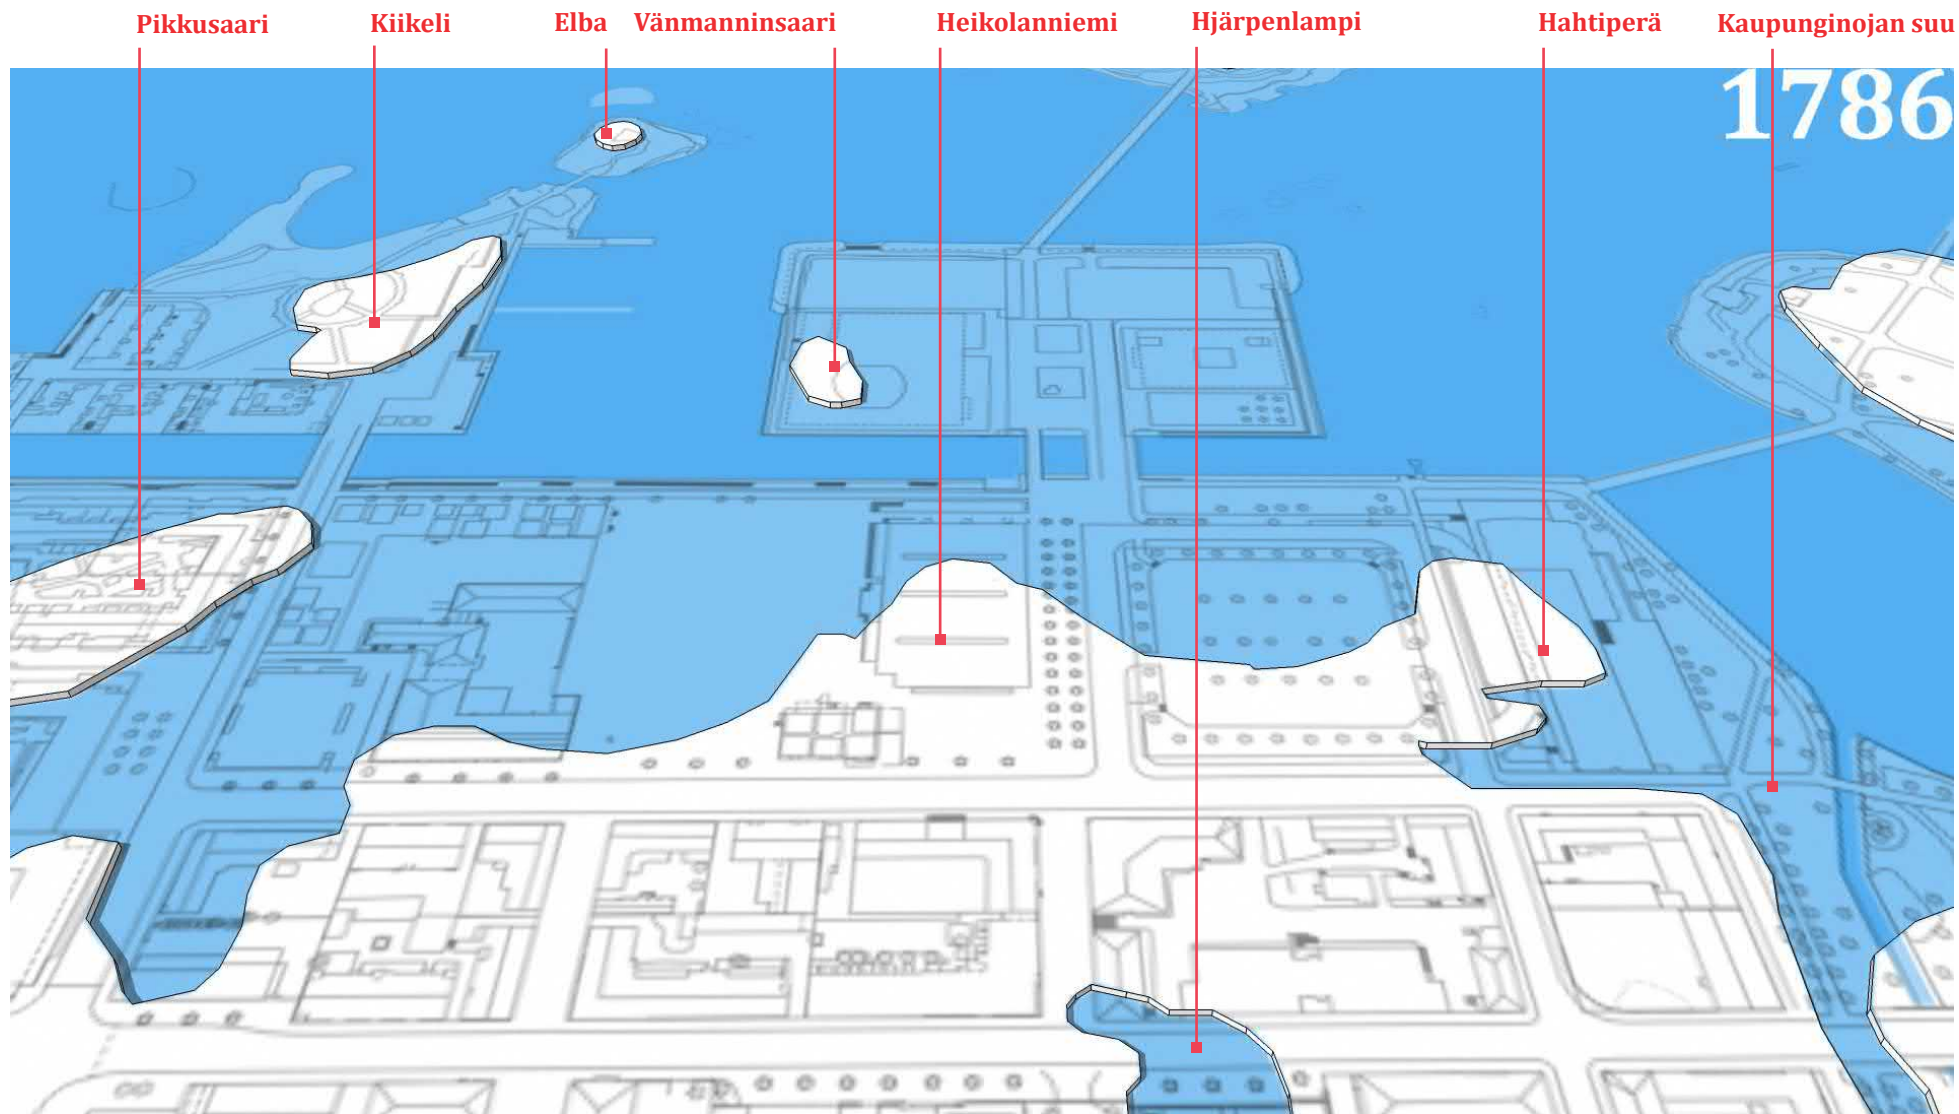 Pikkusaari
Kiikeli
Elba
Vänmanninsaari
Heikolanniemi
Hjärpenlampi
Hahtiperä
Kaupunginojan suu
1786